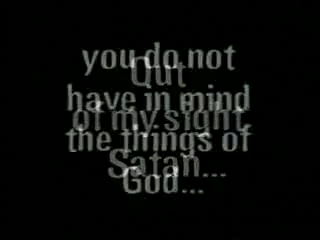 you do not
Out
have in mind
of my sight,
the things of
Satan...
God...